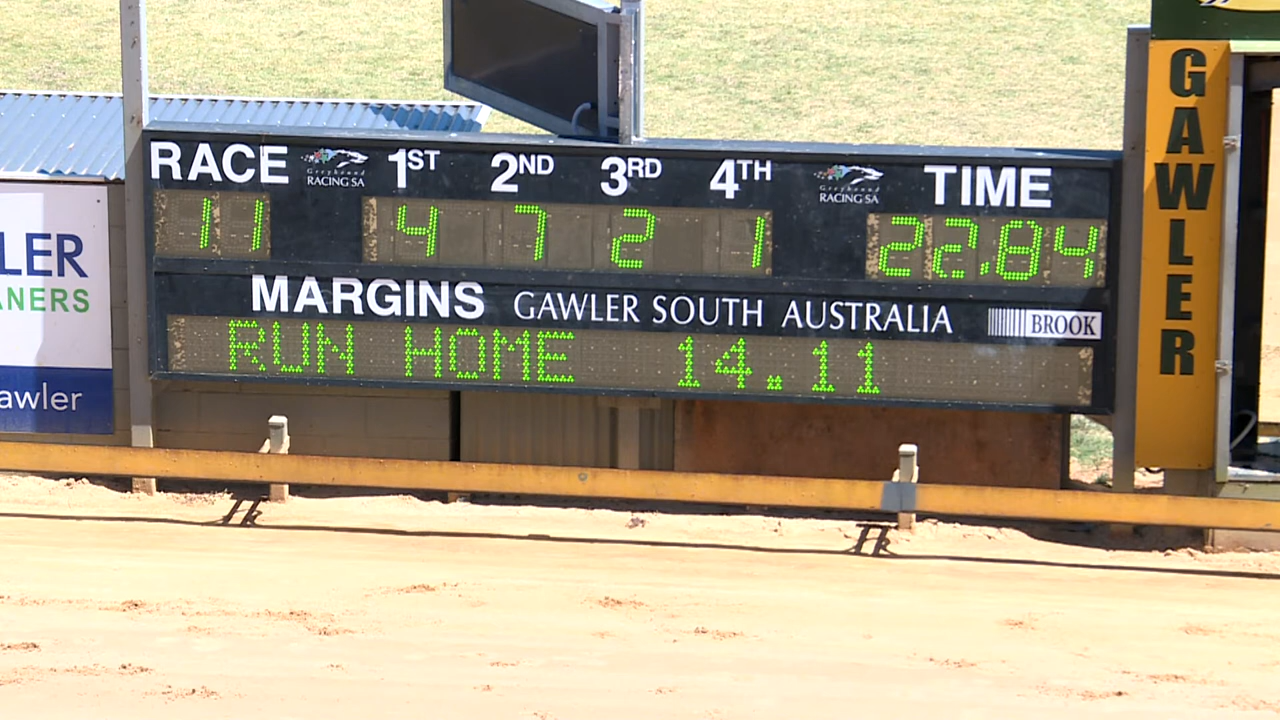 RACE 1ST 2ND 3RD 4TH TIME
Greyhound RACING SA
Greyhound RACING SA
11 4 7 2 1 22.84
MARGINS GAWLER SOUTH AUSTRALIA BROOK
RUN HOME 14.11
GAWLER
LER
NERS
awler